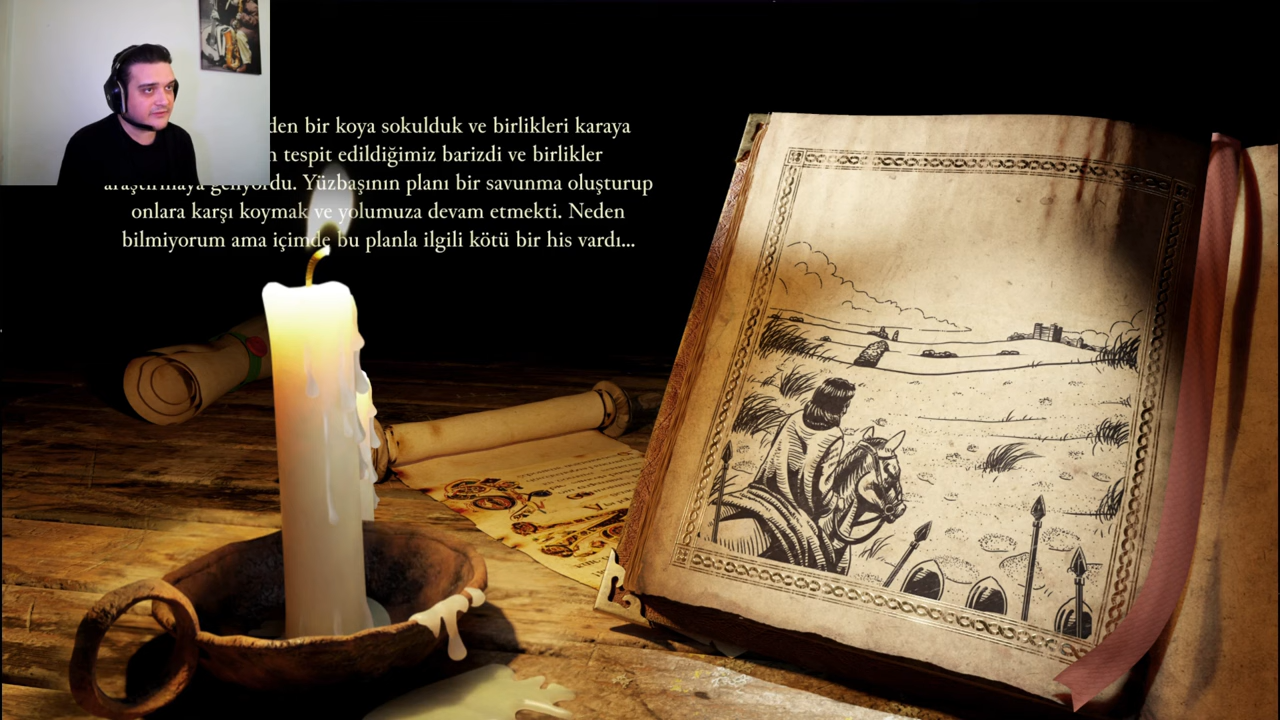 den bir koya sokulduk ve birlikleri karaya
tespit edildiğimiz barizdi ve birlikler
araştırmaya geliyordu. Yüzbaşının planı bir savunma oluşturup
onlara karşı koymak ve yolumuza devam etmekti. Neden
bilmiyorum ama içimde bu planla ilgili kötü bir his vardı...